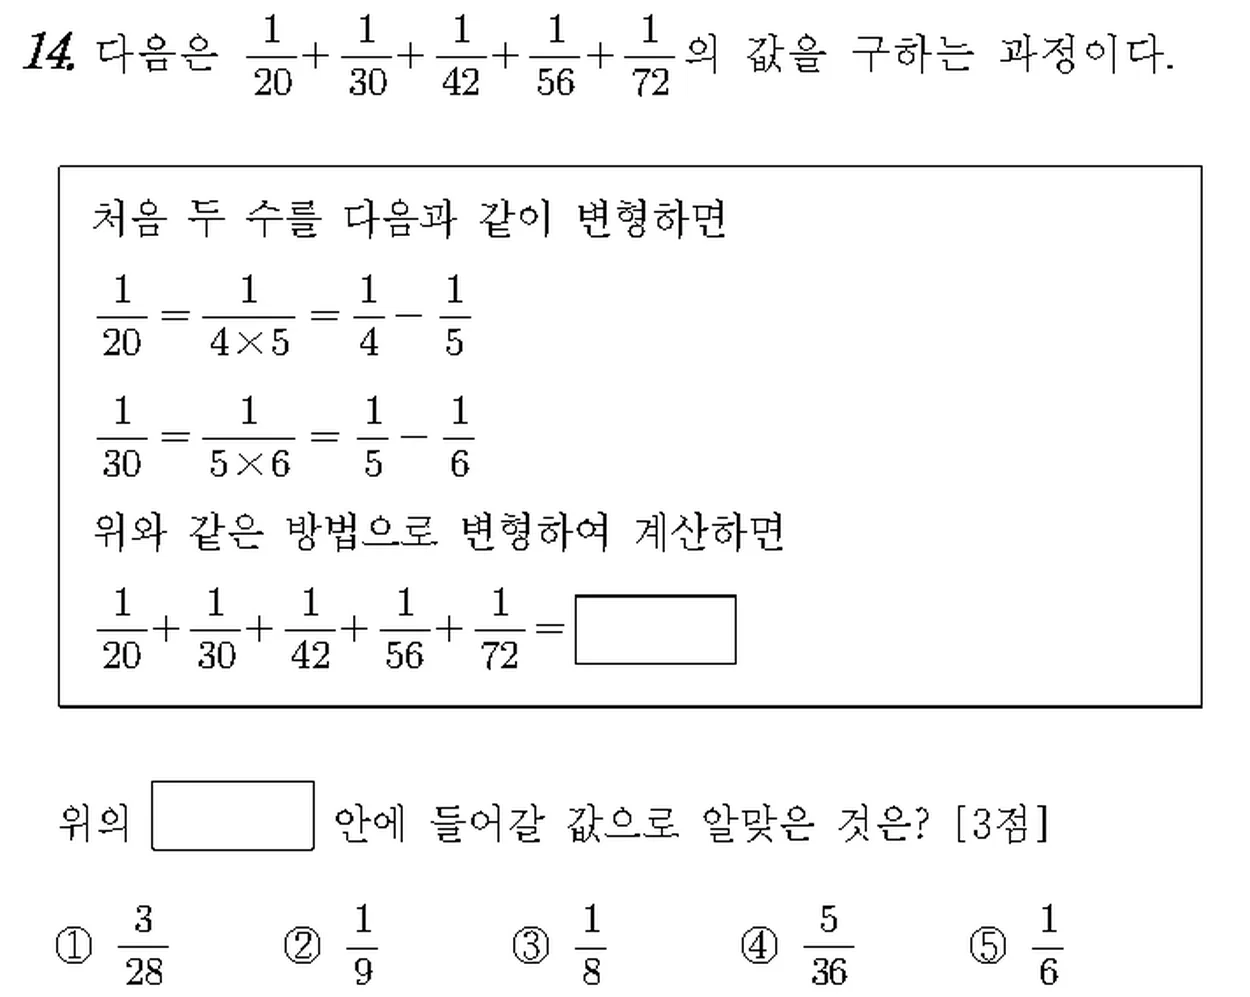 14. 다음은 1/20 + 1/30 + 1/42 + 1/56 + 1/72 의 값을 구하는 과정이다.
처음 두 수를 다음과 같이 변형하면
1/20 = 1/(4×5) = 1/4 - 1/5
1/30 = 1/(5×6) = 1/5 - 1/6
위와 같은 방법으로 변형하여 계산하면
1/20 + 1/30 + 1/42 + 1/56 + 1/72 =
위의 안에 들어갈 값으로 알맞은 것은? [3점]
① 3/28 ② 1/9 ③ 1/8 ④ 5/36 ⑤ 1/6